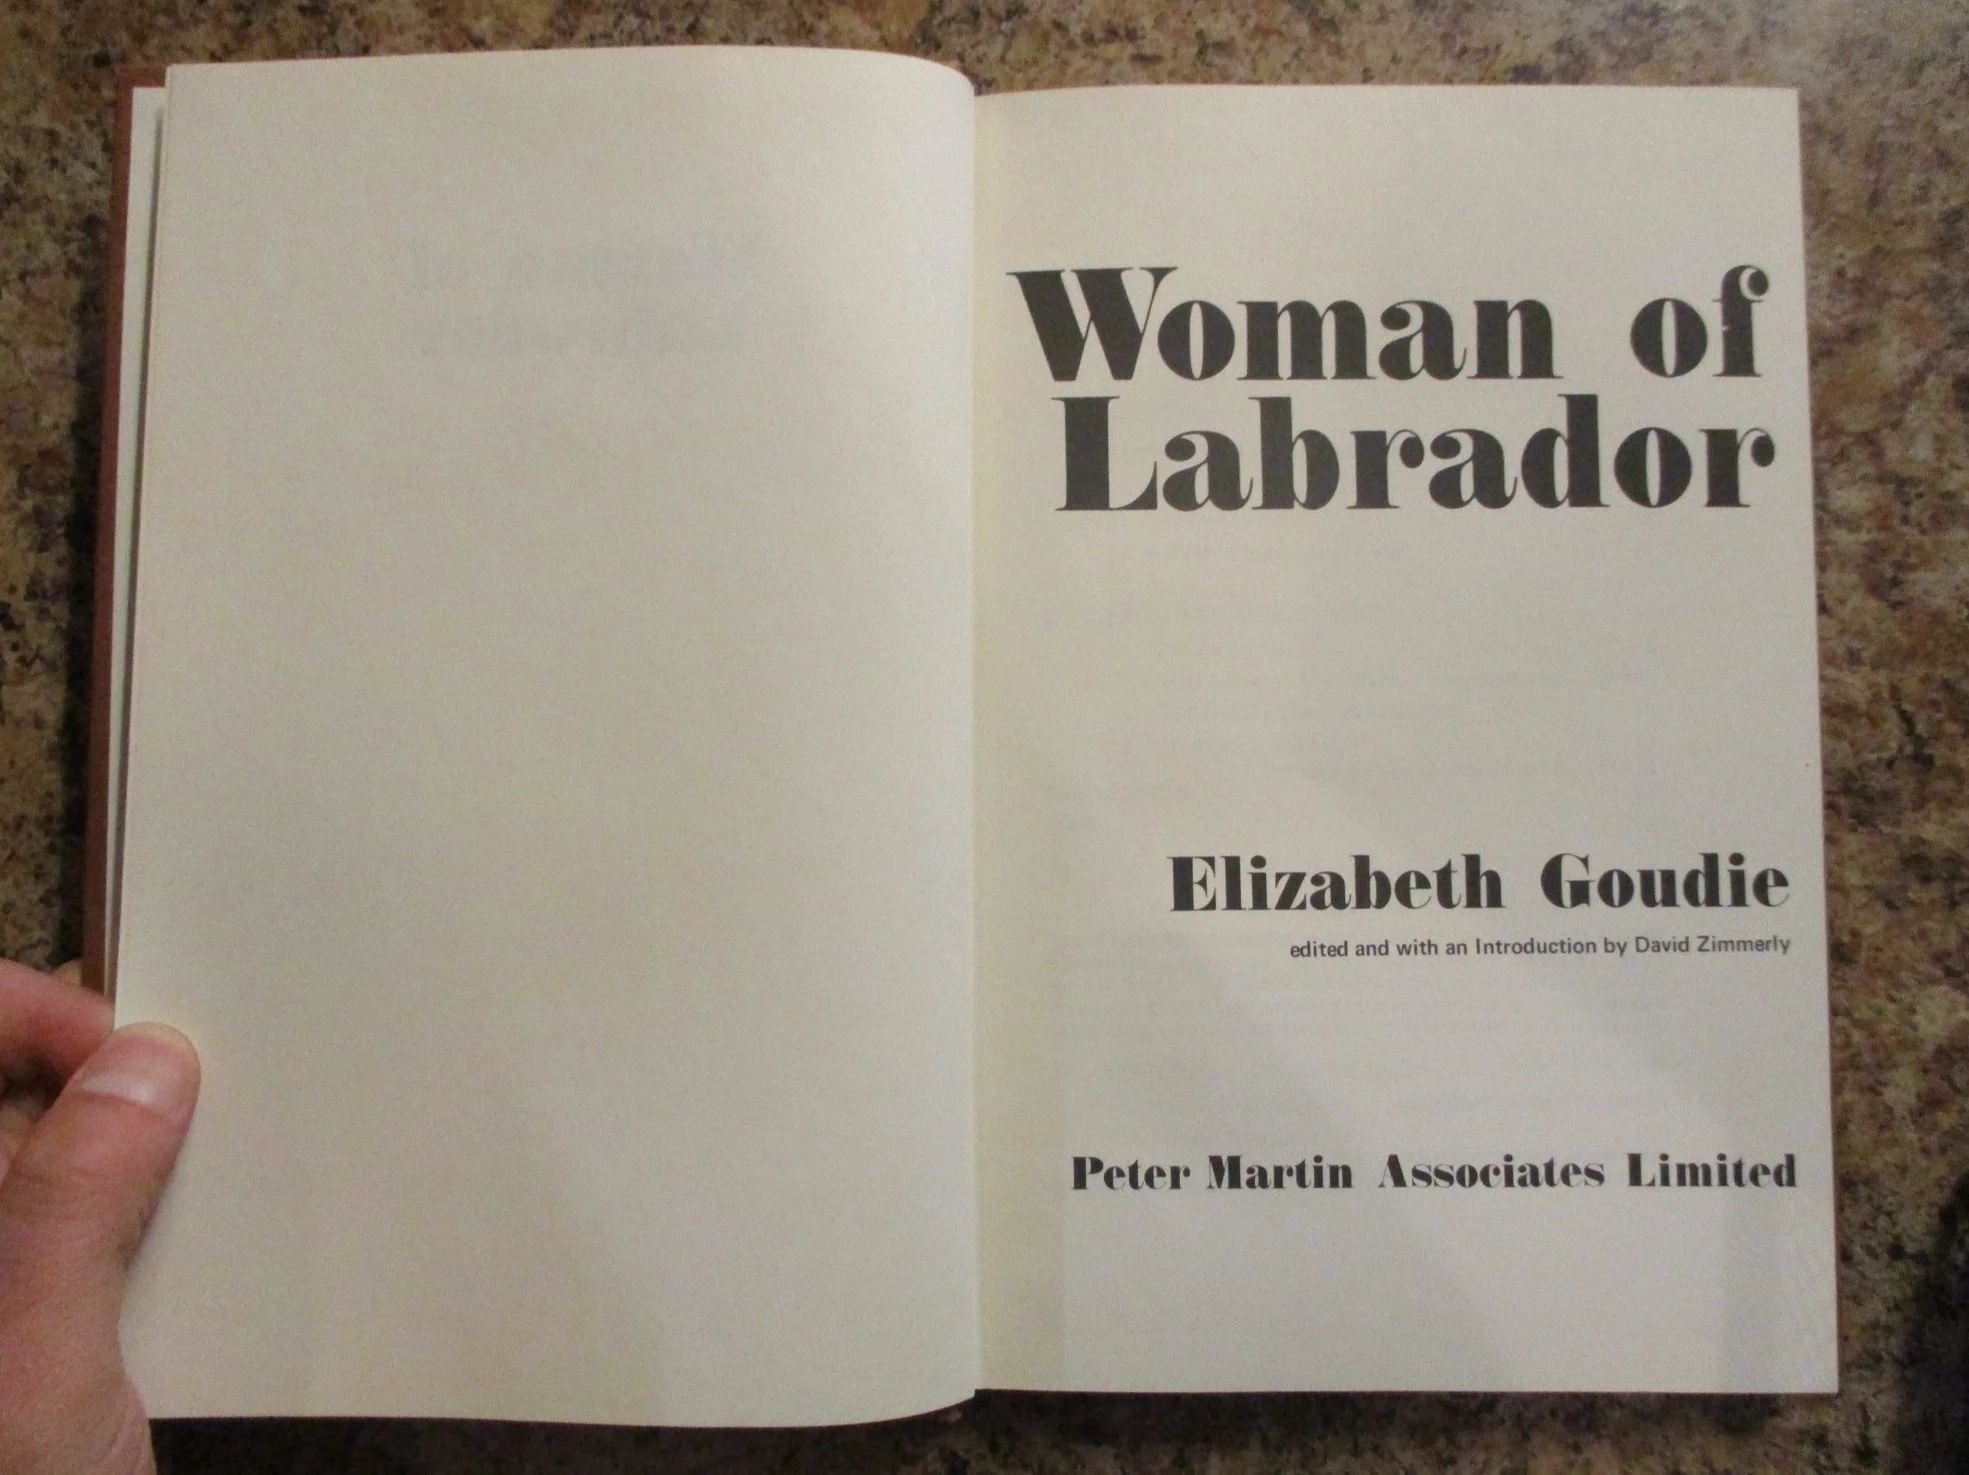 Woman of
Labrador
Elizabeth Goudie
edited and with an Introduction by David Zimmerly
Peter Martin Associates Limited